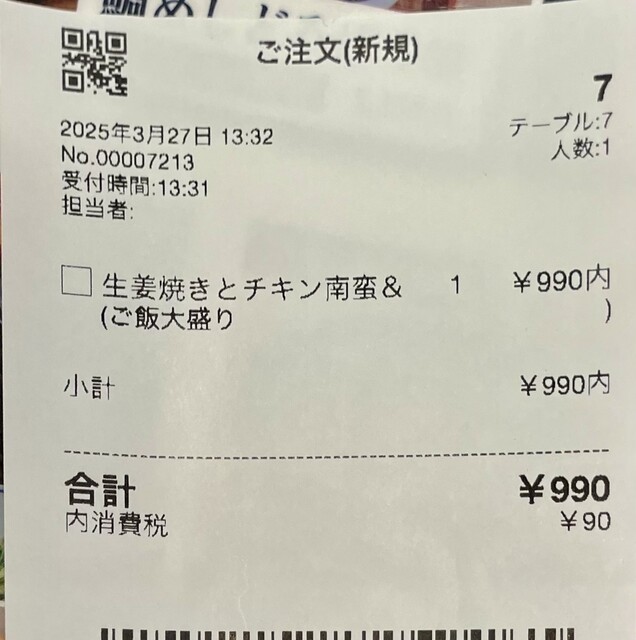 鯛めし
ご注文(新規)
7
テーブル:7
人数:1
2025年3月27日 13:32
No.00007213
受付時間:13:31
担当者:
生姜焼きとチキン南蛮& 1 ¥990内
(ご飯大盛り )
小計 ¥990内
合計 ¥990
内消費税 ¥90